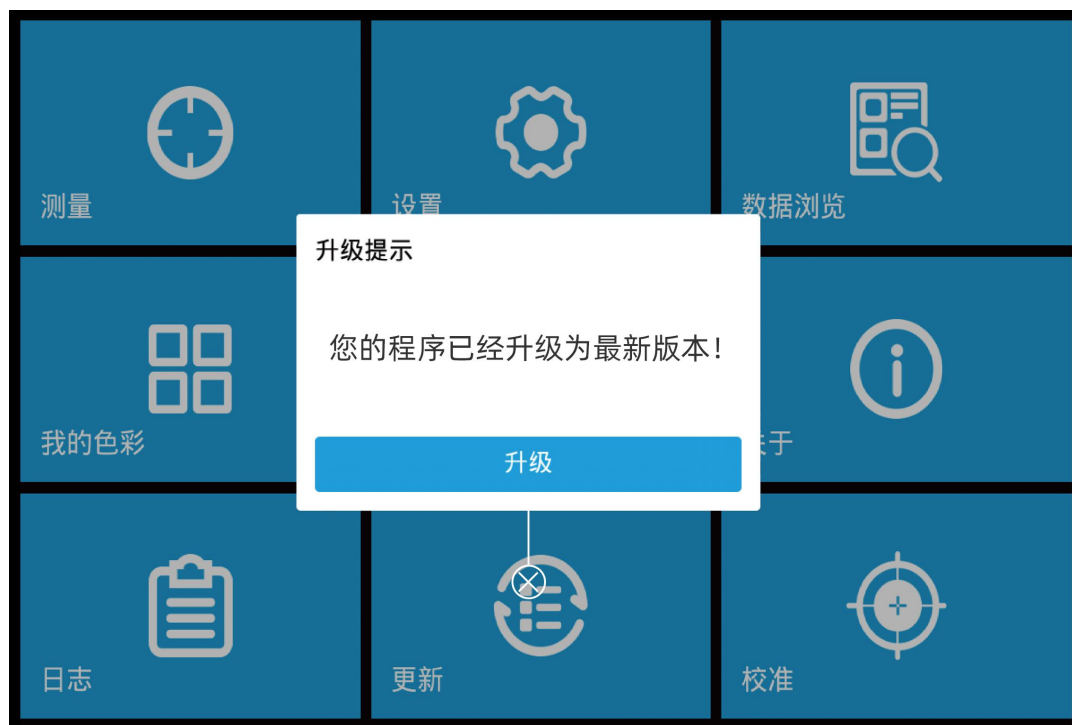 测量
设置
数据浏览
升级提示
您的程序已经升级为最新版本!
我的色彩
于
升级
日志
更新
校准